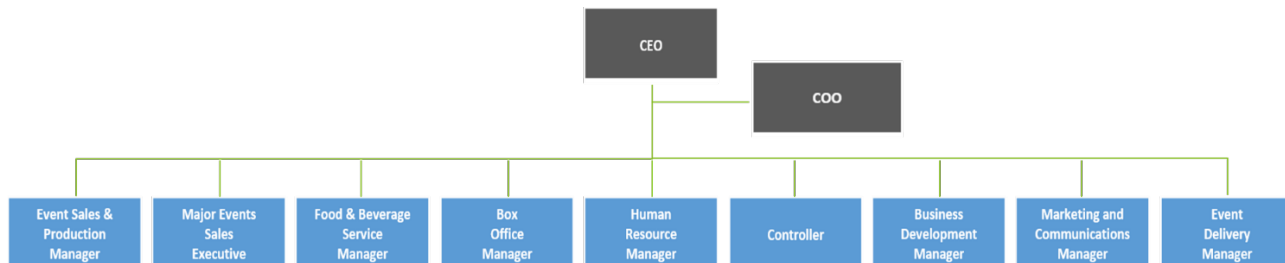 CEO
COO
Event Sales &
Production
Manager
Major Events
Sales
Executive
Food & Beverage
Service
Manager
Box
Office
Manager
Human
Resource
Manager
Controller
Business
Development
Manager
Marketing and
Communications
Manager
Event
Delivery
Manager